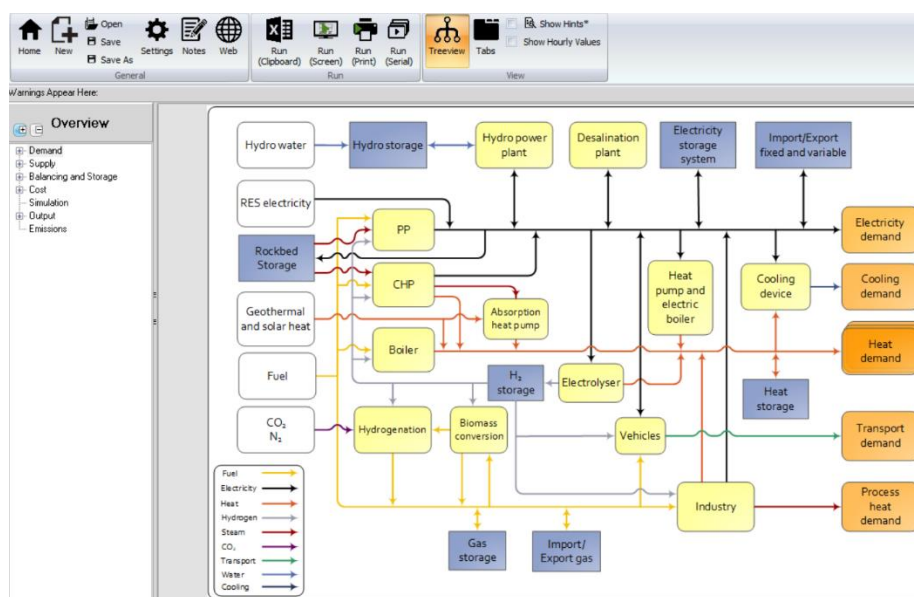 Home
New
Open
Save
Save As
Settings
Notes
Web
General
Run
(Clipboard)
Run
(Screen)
Run
(Print)
Run
(Serial)
Run
Treeview
Tabs
Show Hints*
Show Hourly Values
View
Warnings Appear Here:
Overview
Demand
Supply
Balancing and Storage
Cost
Simulation
Output
Emissions
Hydro water
Hydro storage
Hydro power
plant
Desalination
plant
Electricity
storage
system
Import/Export
fixed and variable
RES electricity
PP
Electricity
demand
Rockbed
Storage
CHP
Heat
pump and
electric
boiler
Cooling
device
Cooling
demand
Geothermal
and solar heat
Absorption
heat pump
Boiler
Heat
demand
Fuel
H₂
storage
Electrolyser
Heat
storage
CO₂
N₂
Hydrogenation
Biomass
conversion
Vehicles
Transport
demand
Fuel
Electricity
Heat
Hydrogen
Steam
CO₂
Transport
Water
Cooling
Industry
Process
heat
demand
Gas
storage
Import/
Export gas